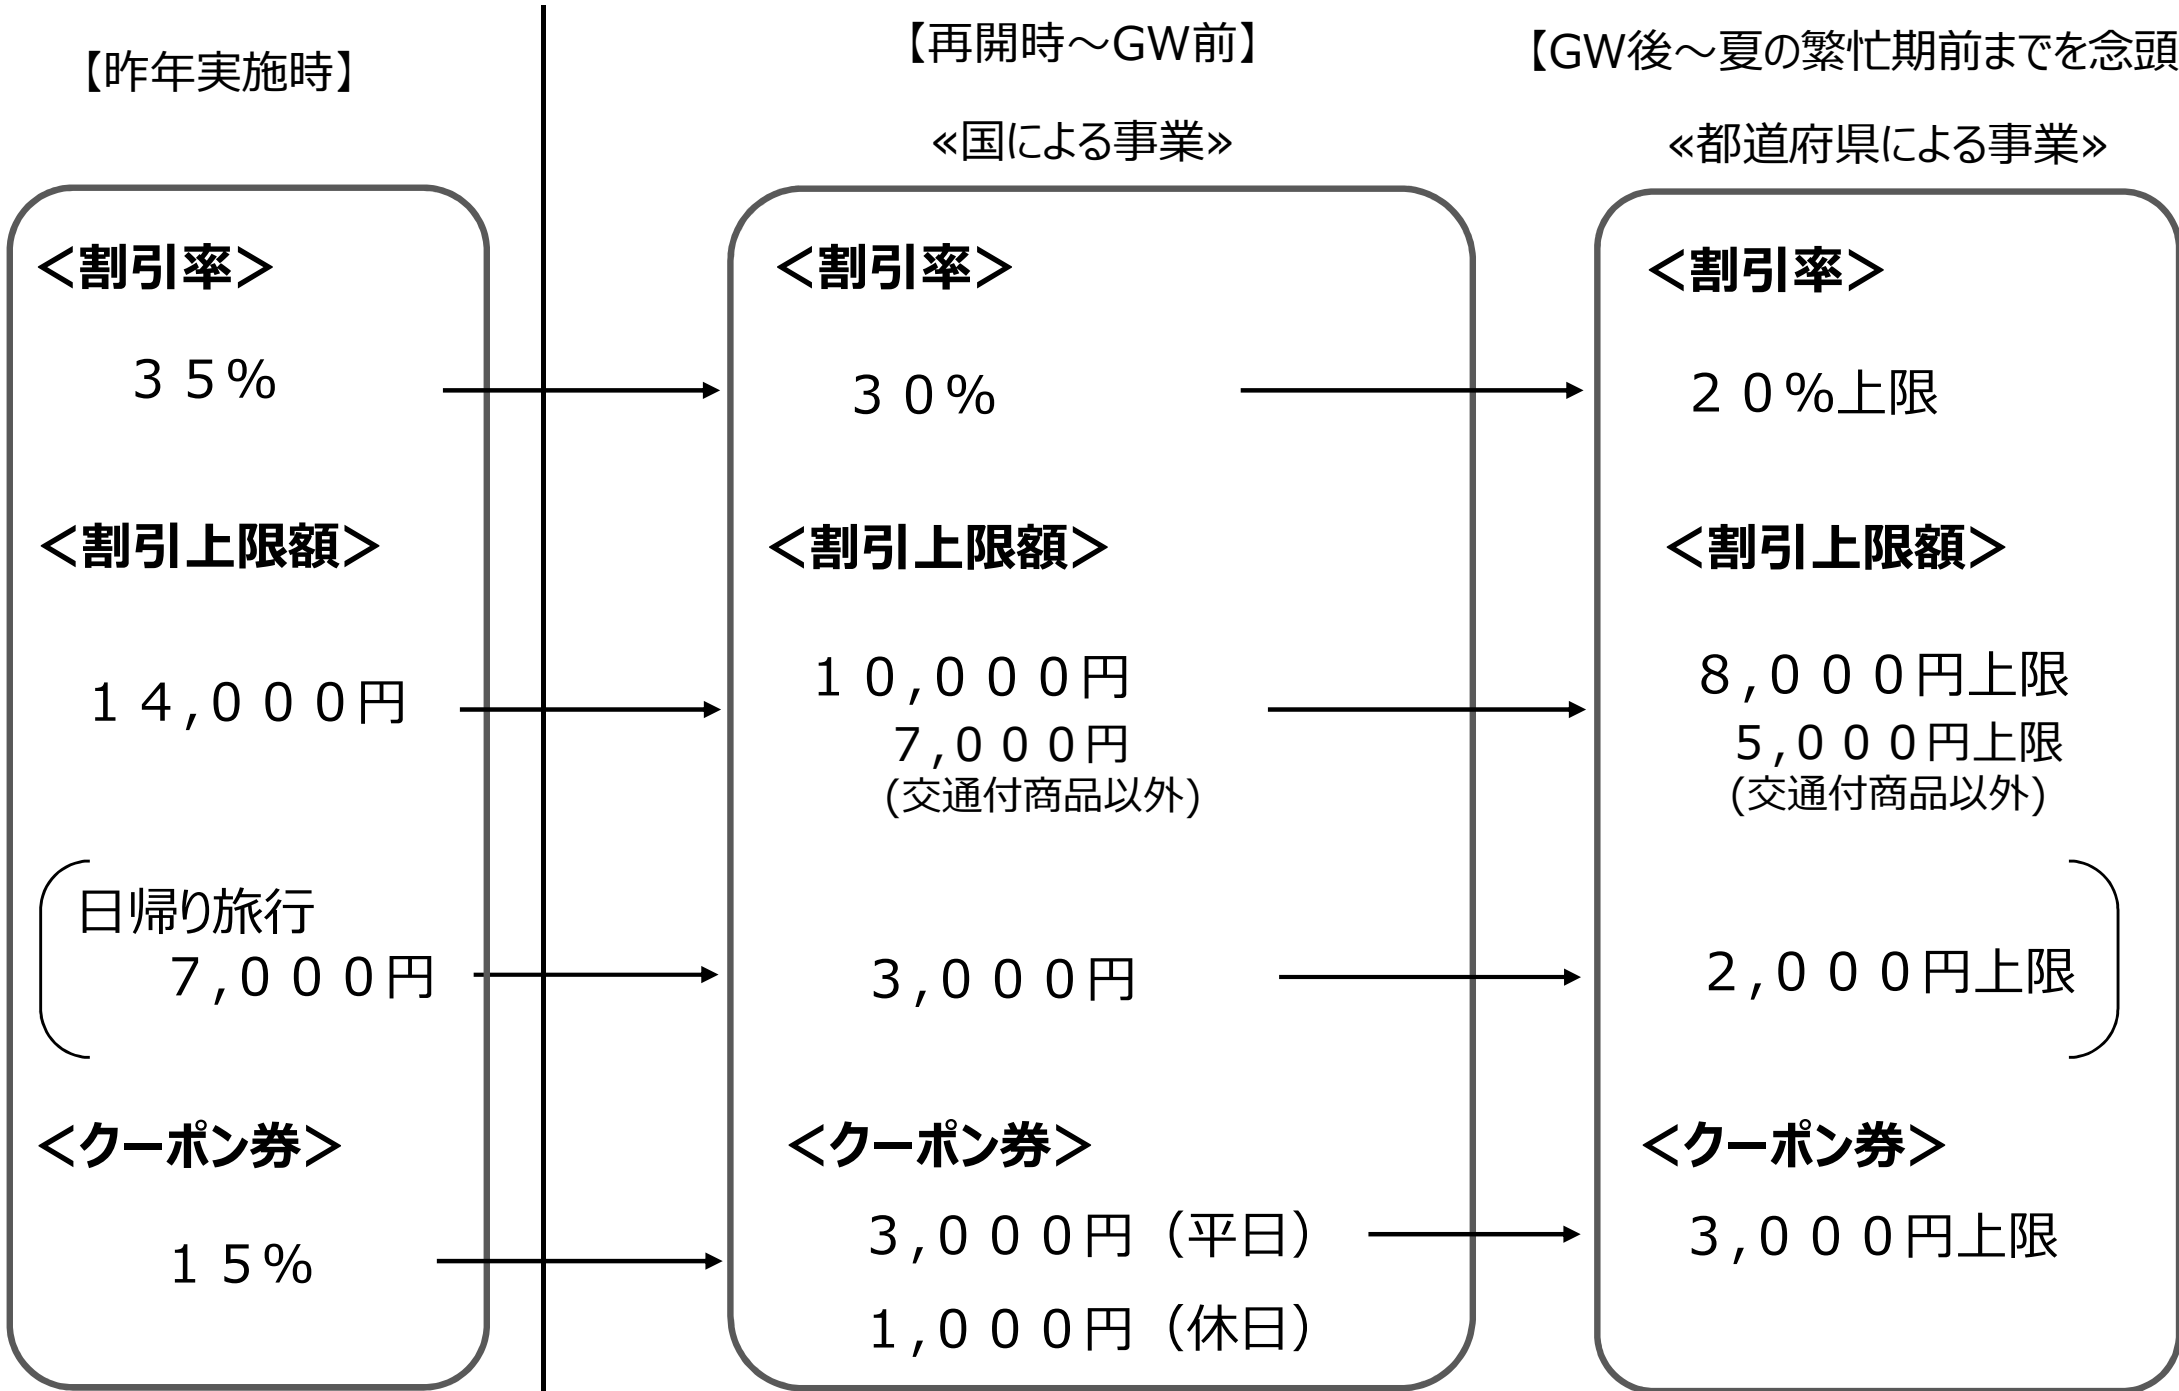 【昨年実施時】
<割引率>
３５％
<割引上限額>
１４,０００円
日帰り旅行
７,０００円
<クーポン券>
１５％
【再開時～GW前】
«国による事業»
<割引率>
３０％
<割引上限額>
１０,０００円
７,０００円
(交通付商品以外)
３,０００円
<クーポン券>
３,０００円（平日）
１,０００円（休日）
【GW後～夏の繁忙期前までを念頭
«都道府県による事業»
<割引率>
２０％上限
<割引上限額>
８,０００円上限
５,０００円上限
(交通付商品以外)
２,０００円上限
<クーポン券>
３,０００円上限